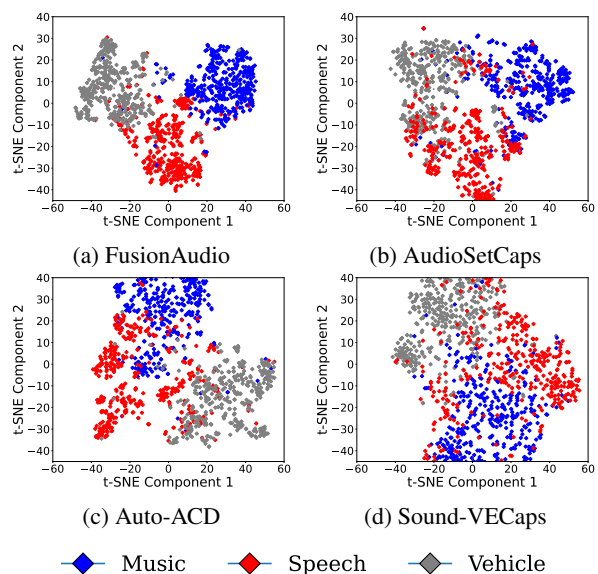 40
30
20
10
0
−10
−20
−30
−40
t-SNE Component 2
−60 −40 −20 0 20 40 60
t-SNE Component 1
(a) FusionAudio
40
30
20
10
0
−10
−20
−30
−40
t-SNE Component 2
−60 −40 −20 0 20 40 60
t-SNE Component 1
(b) AudioSetCaps
40
30
20
10
0
−10
−20
−30
−40
t-SNE Component 2
−60 −40 −20 0 20 40 60
t-SNE Component 1
(c) Auto-ACD
40
30
20
10
0
−10
−20
−30
−40
t-SNE Component 2
−60 −40 −20 0 20 40 60
t-SNE Component 1
(d) Sound-VECaps
Music Speech Vehicle